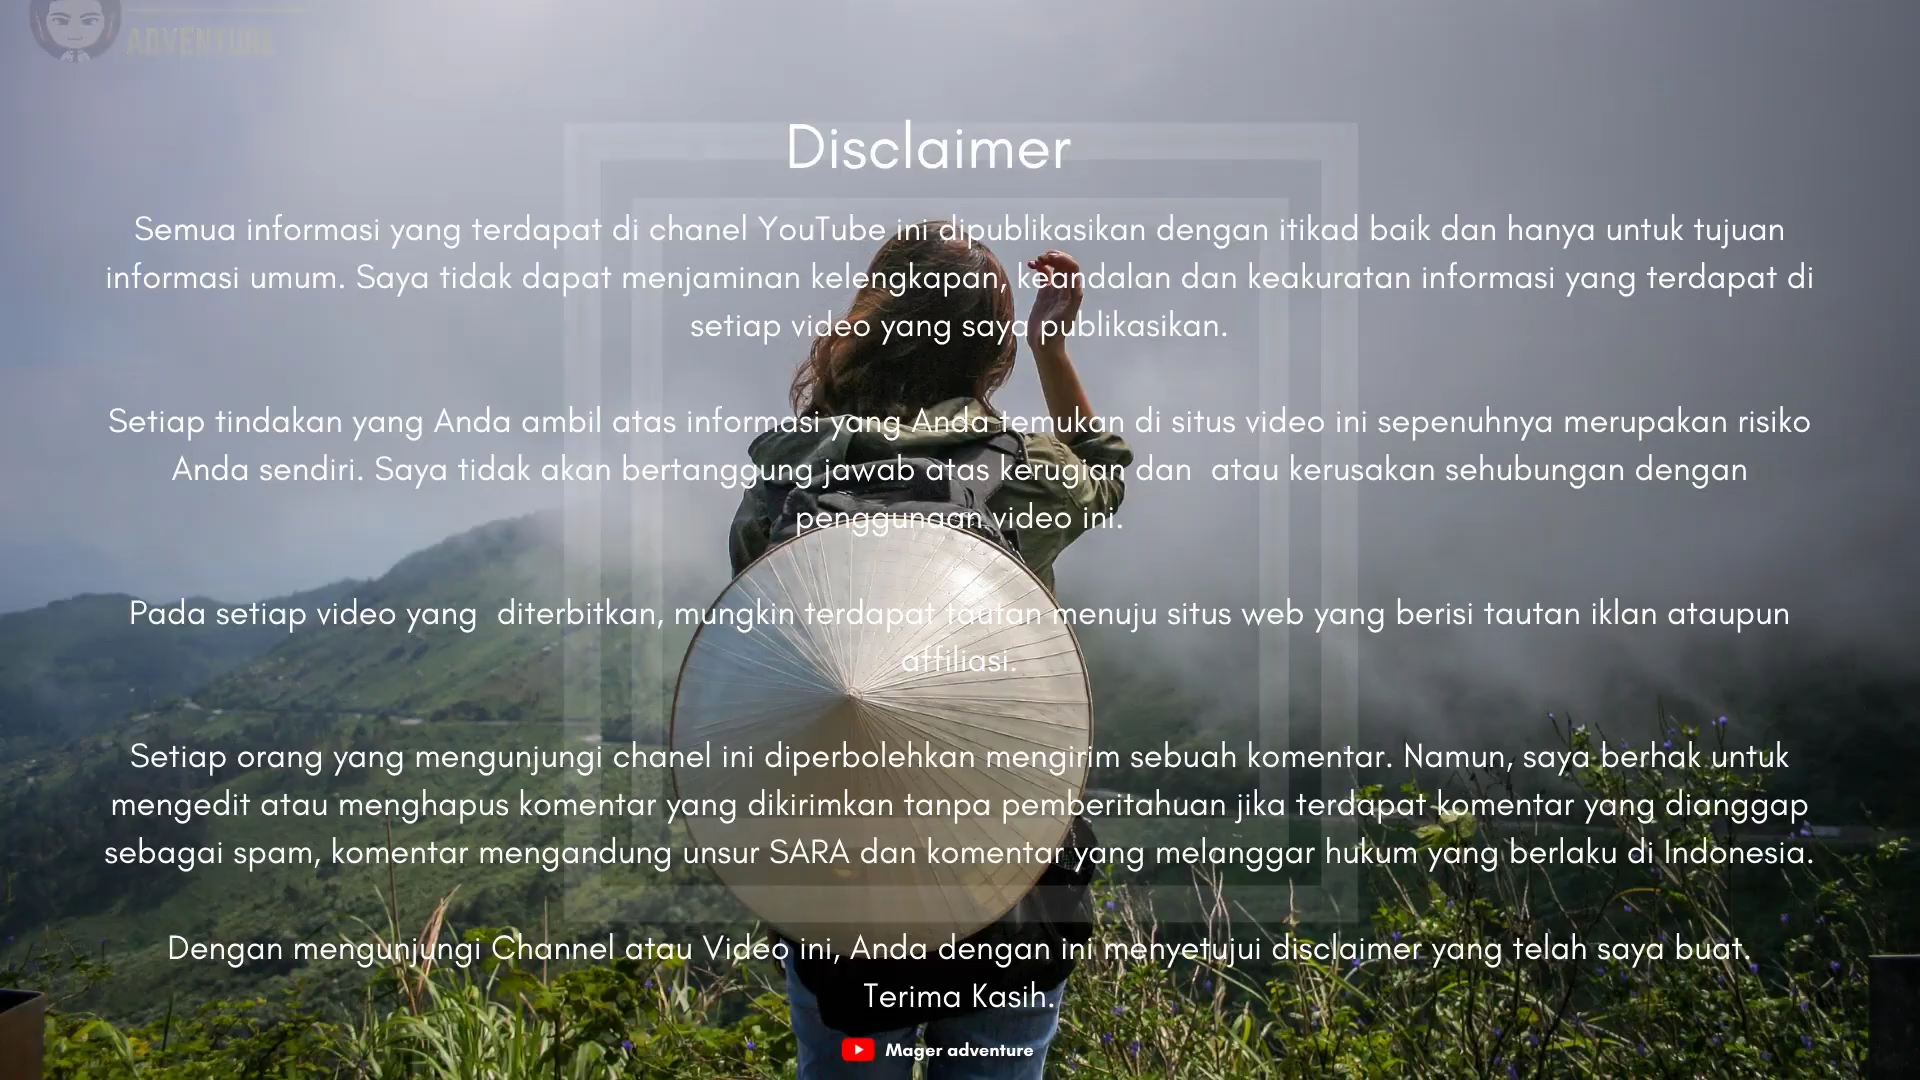 ADVENTURE
Disclaimer
Semua informasi yang terdapat di chanel YouTube ini dipublikasikan dengan itikad baik dan hanya untuk tujuan
informasi umum. Saya tidak dapat menjaminan kelengkapan, keandalan dan keakuratan informasi yang terdapat di
setiap video yang saya publikasikan.
Setiap tindakan yang Anda ambil atas informasi yang Anda temukan di situs video ini sepenuhnya merupakan risiko
Anda sendiri. Saya tidak akan bertanggung jawab atas kerugian dan  atau kerusakan sehubungan dengan
penggunaan video ini.
Pada setiap video yang  diterbitkan, mungkin terdapat tautan menuju situs web yang berisi tautan iklan ataupun
affiliasi.
Setiap orang yang mengunjungi chanel ini diperbolehkan mengirim sebuah komentar. Namun, saya berhak untuk
mengedit atau menghapus komentar yang dikirimkan tanpa pemberitahuan jika terdapat komentar yang dianggap
sebagai spam, komentar mengandung unsur SARA dan komentar yang melanggar hukum yang berlaku di Indonesia.
Dengan mengunjungi Channel atau Video ini, Anda dengan ini menyetujui disclaimer yang telah saya buat.
Terima Kasih.
Mager adventure